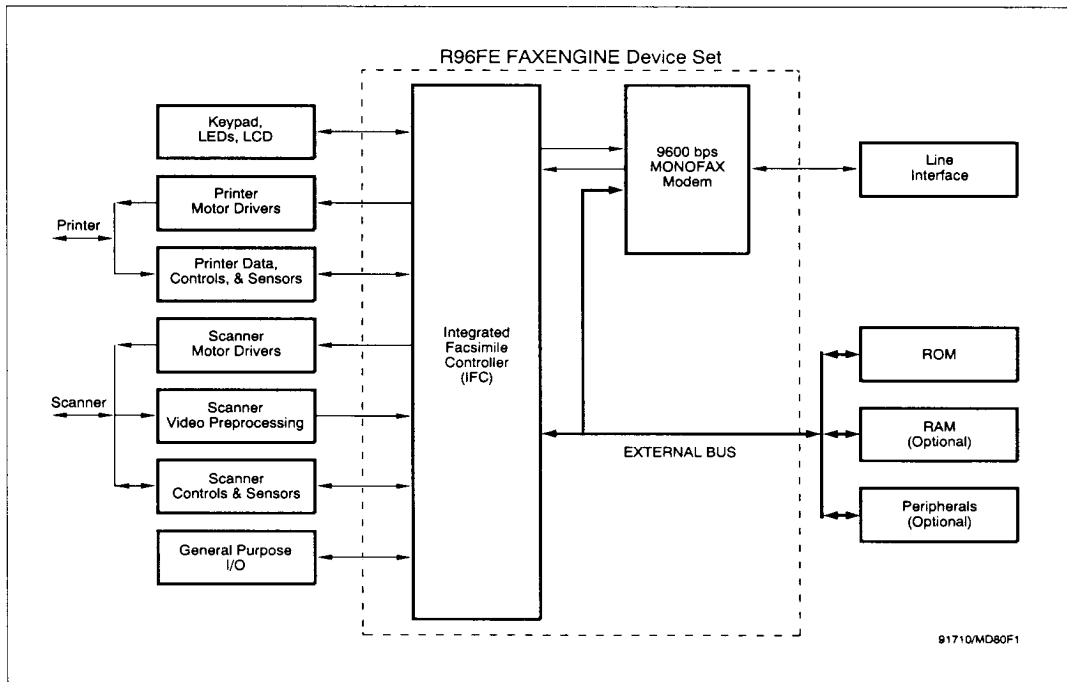 R96FE FAXENGINE Device Set
Keypad,
LEDs, LCD
Printer
Motor Drivers
Printer
Printer Data,
Controls, & Sensors
Scanner
Motor Drivers
Scanner
Scanner
Video Preprocessing
Scanner
Controls & Sensors
General Purpose
I/O
Integrated
Facsimile
Controller
(IFC)
9600 bps
MONOFAX
Modem
Line
Interface
EXTERNAL BUS
ROM
RAM
(Optional)
Peripherals
(Optional)
91710/MD80F1